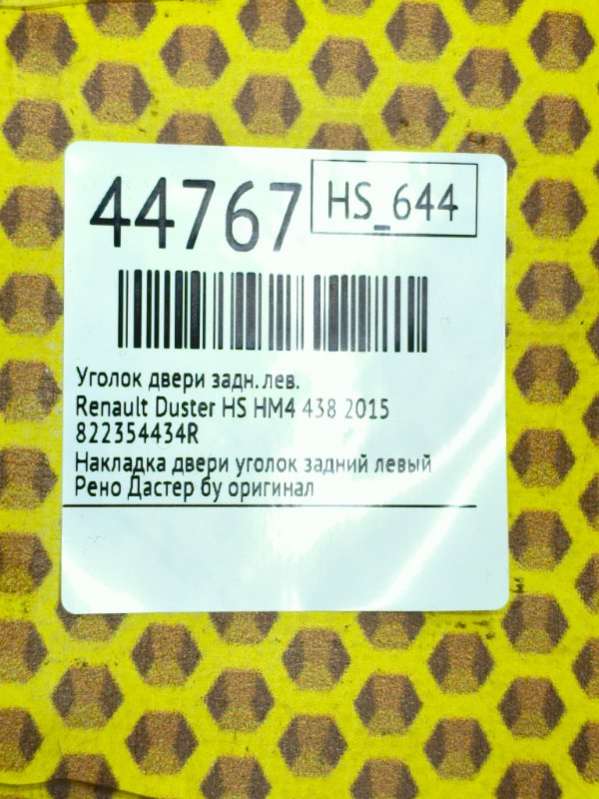 44767 HS_644
Уголок двери задн. лев.
Renault Duster HS HM4 438 2015
822354434R
Накладка двери уголок задний левый
Рено Дастер бу оригинал